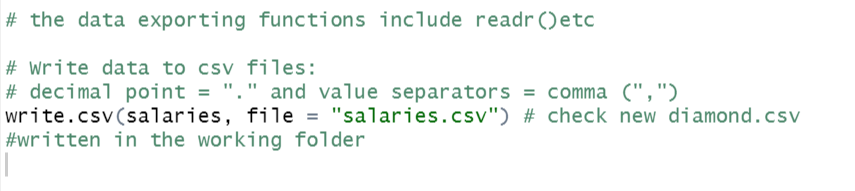 # the data exporting functions include readr()etc
# Write data to csv files:
# decimal point = "." and value separators = comma (",")
write.csv(salaries, file = "salaries.csv") # check new diamond.csv
#written in the working folder